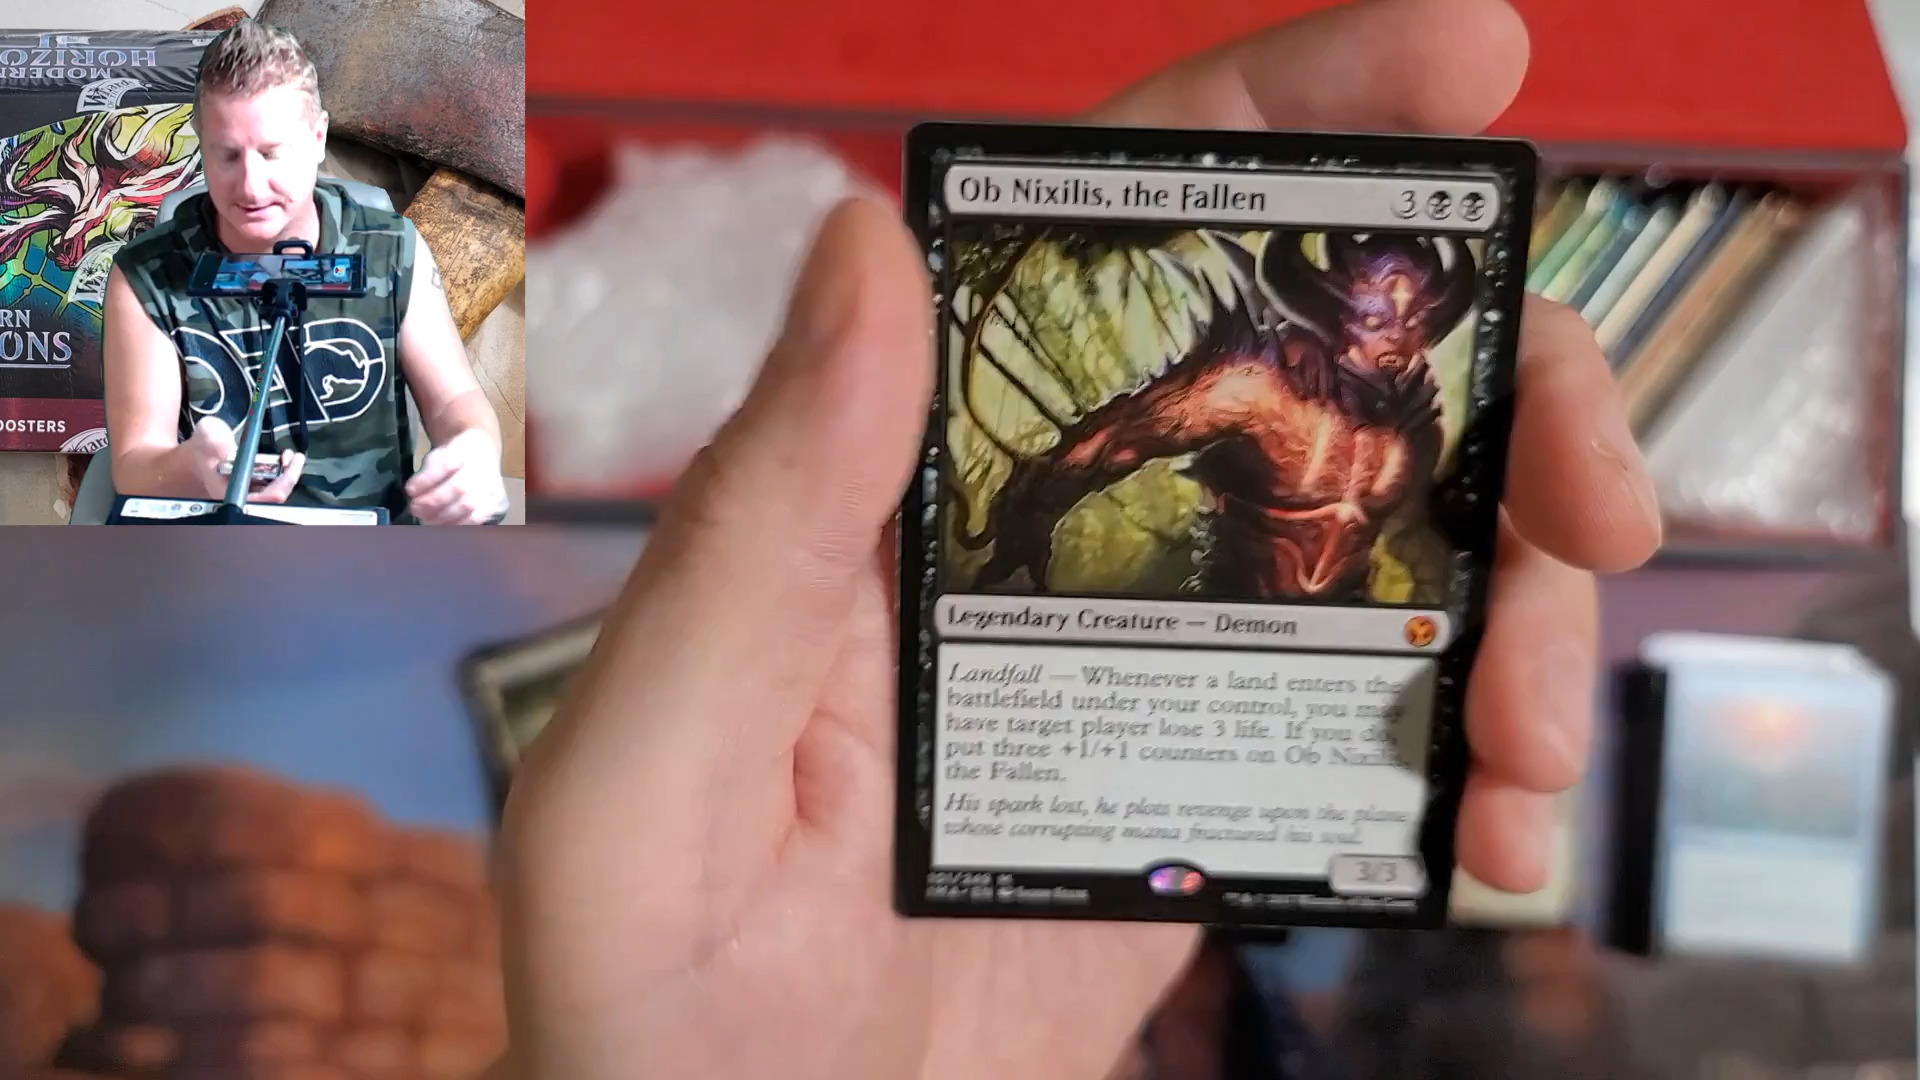 HORIZO
MODERN
Wizards
RN
ONS
OOSTERS
Ob Nixilis, the Fallen 3
Legendary Creature — Demon
Landfall — Whenever a land enters the
battlefield under your control, you may
have target player lose 3 life. If you do,
put three +1/+1 counters on Ob Nixilis,
the Fallen.
His spark lost, he plots revenge upon the plane
whose corrupting mana fractured his soul.
3/3